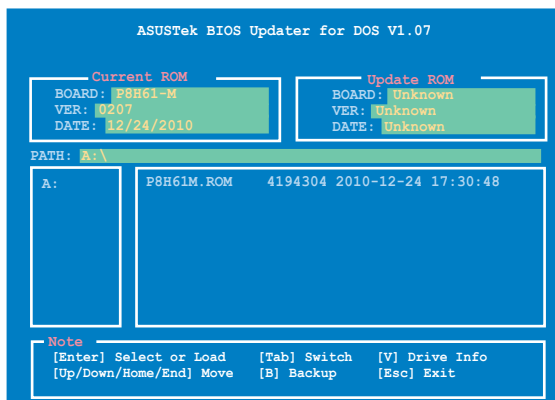 ASUSTek BIOS Updater for DOS V1.07
Current ROM
BOARD: P8H61-M
VER: 0207
DATE: 12/24/2010
Update ROM
BOARD: Unknown
VER: Unknown
DATE: Unknown
PATH: A:\
A:
P8H61M.ROM 4194304 2010-12-24 17:30:48
Note
[Enter] Select or Load [Tab] Switch [V] Drive Info
[Up/Down/Home/End] Move [B] Backup [Esc] Exit